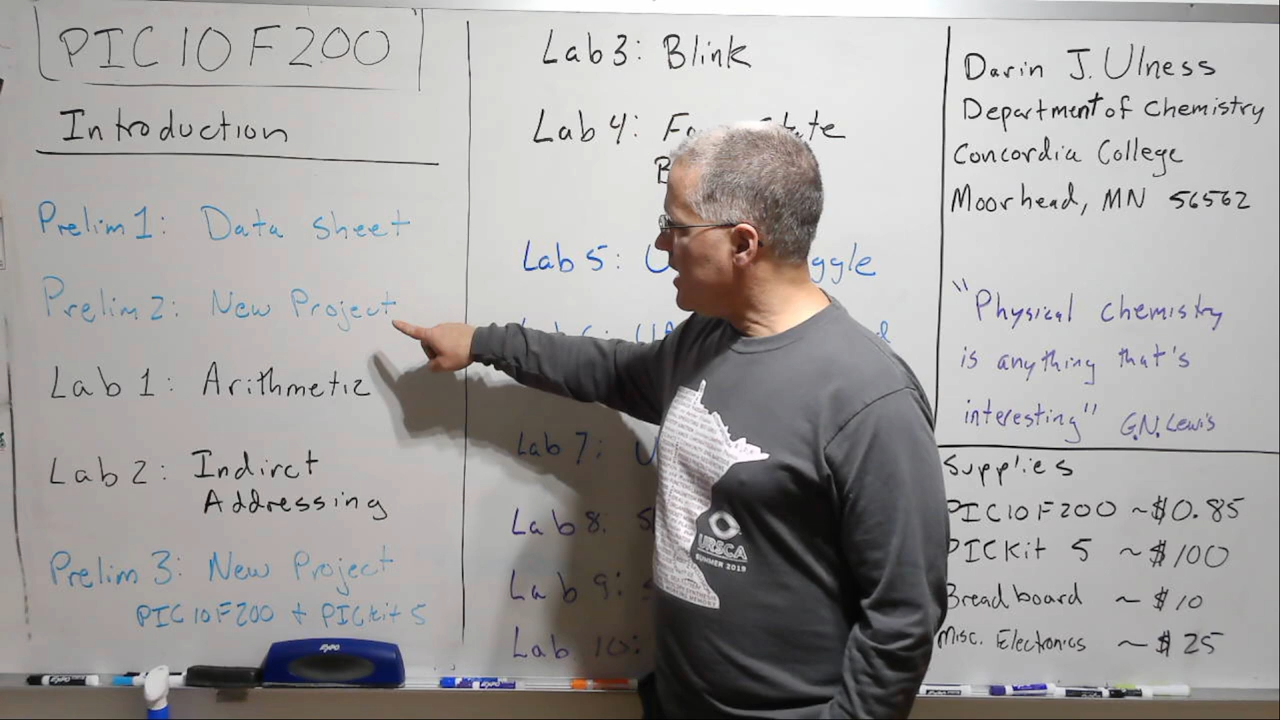 PIC10F200
Introduction
Prelim 1: Data sheet
Prelim 2: New Project
Lab 1: Arithmetic
Lab 2: Indirct
Addressing
Prelim 3: New Project
PIC10F200 + PICkit 5
Lab 3: Blink
Lab 4:
Lab 5:
Lab 7:
Lab 8:
Lab 9:
Lab 10:
Darin J. Ulness
Department of Chemistry
Concordia College
Moorhead, MN 56562
"Physical chemistry
is anything that's
interesting" G.N. Lewis
Supplies
PIC10F200 ~$0.85
PICKit 5 ~$100
Breadboard ~$10
Misc. Electronics ~$25
URSCA
SUMMER 2019
EXPO